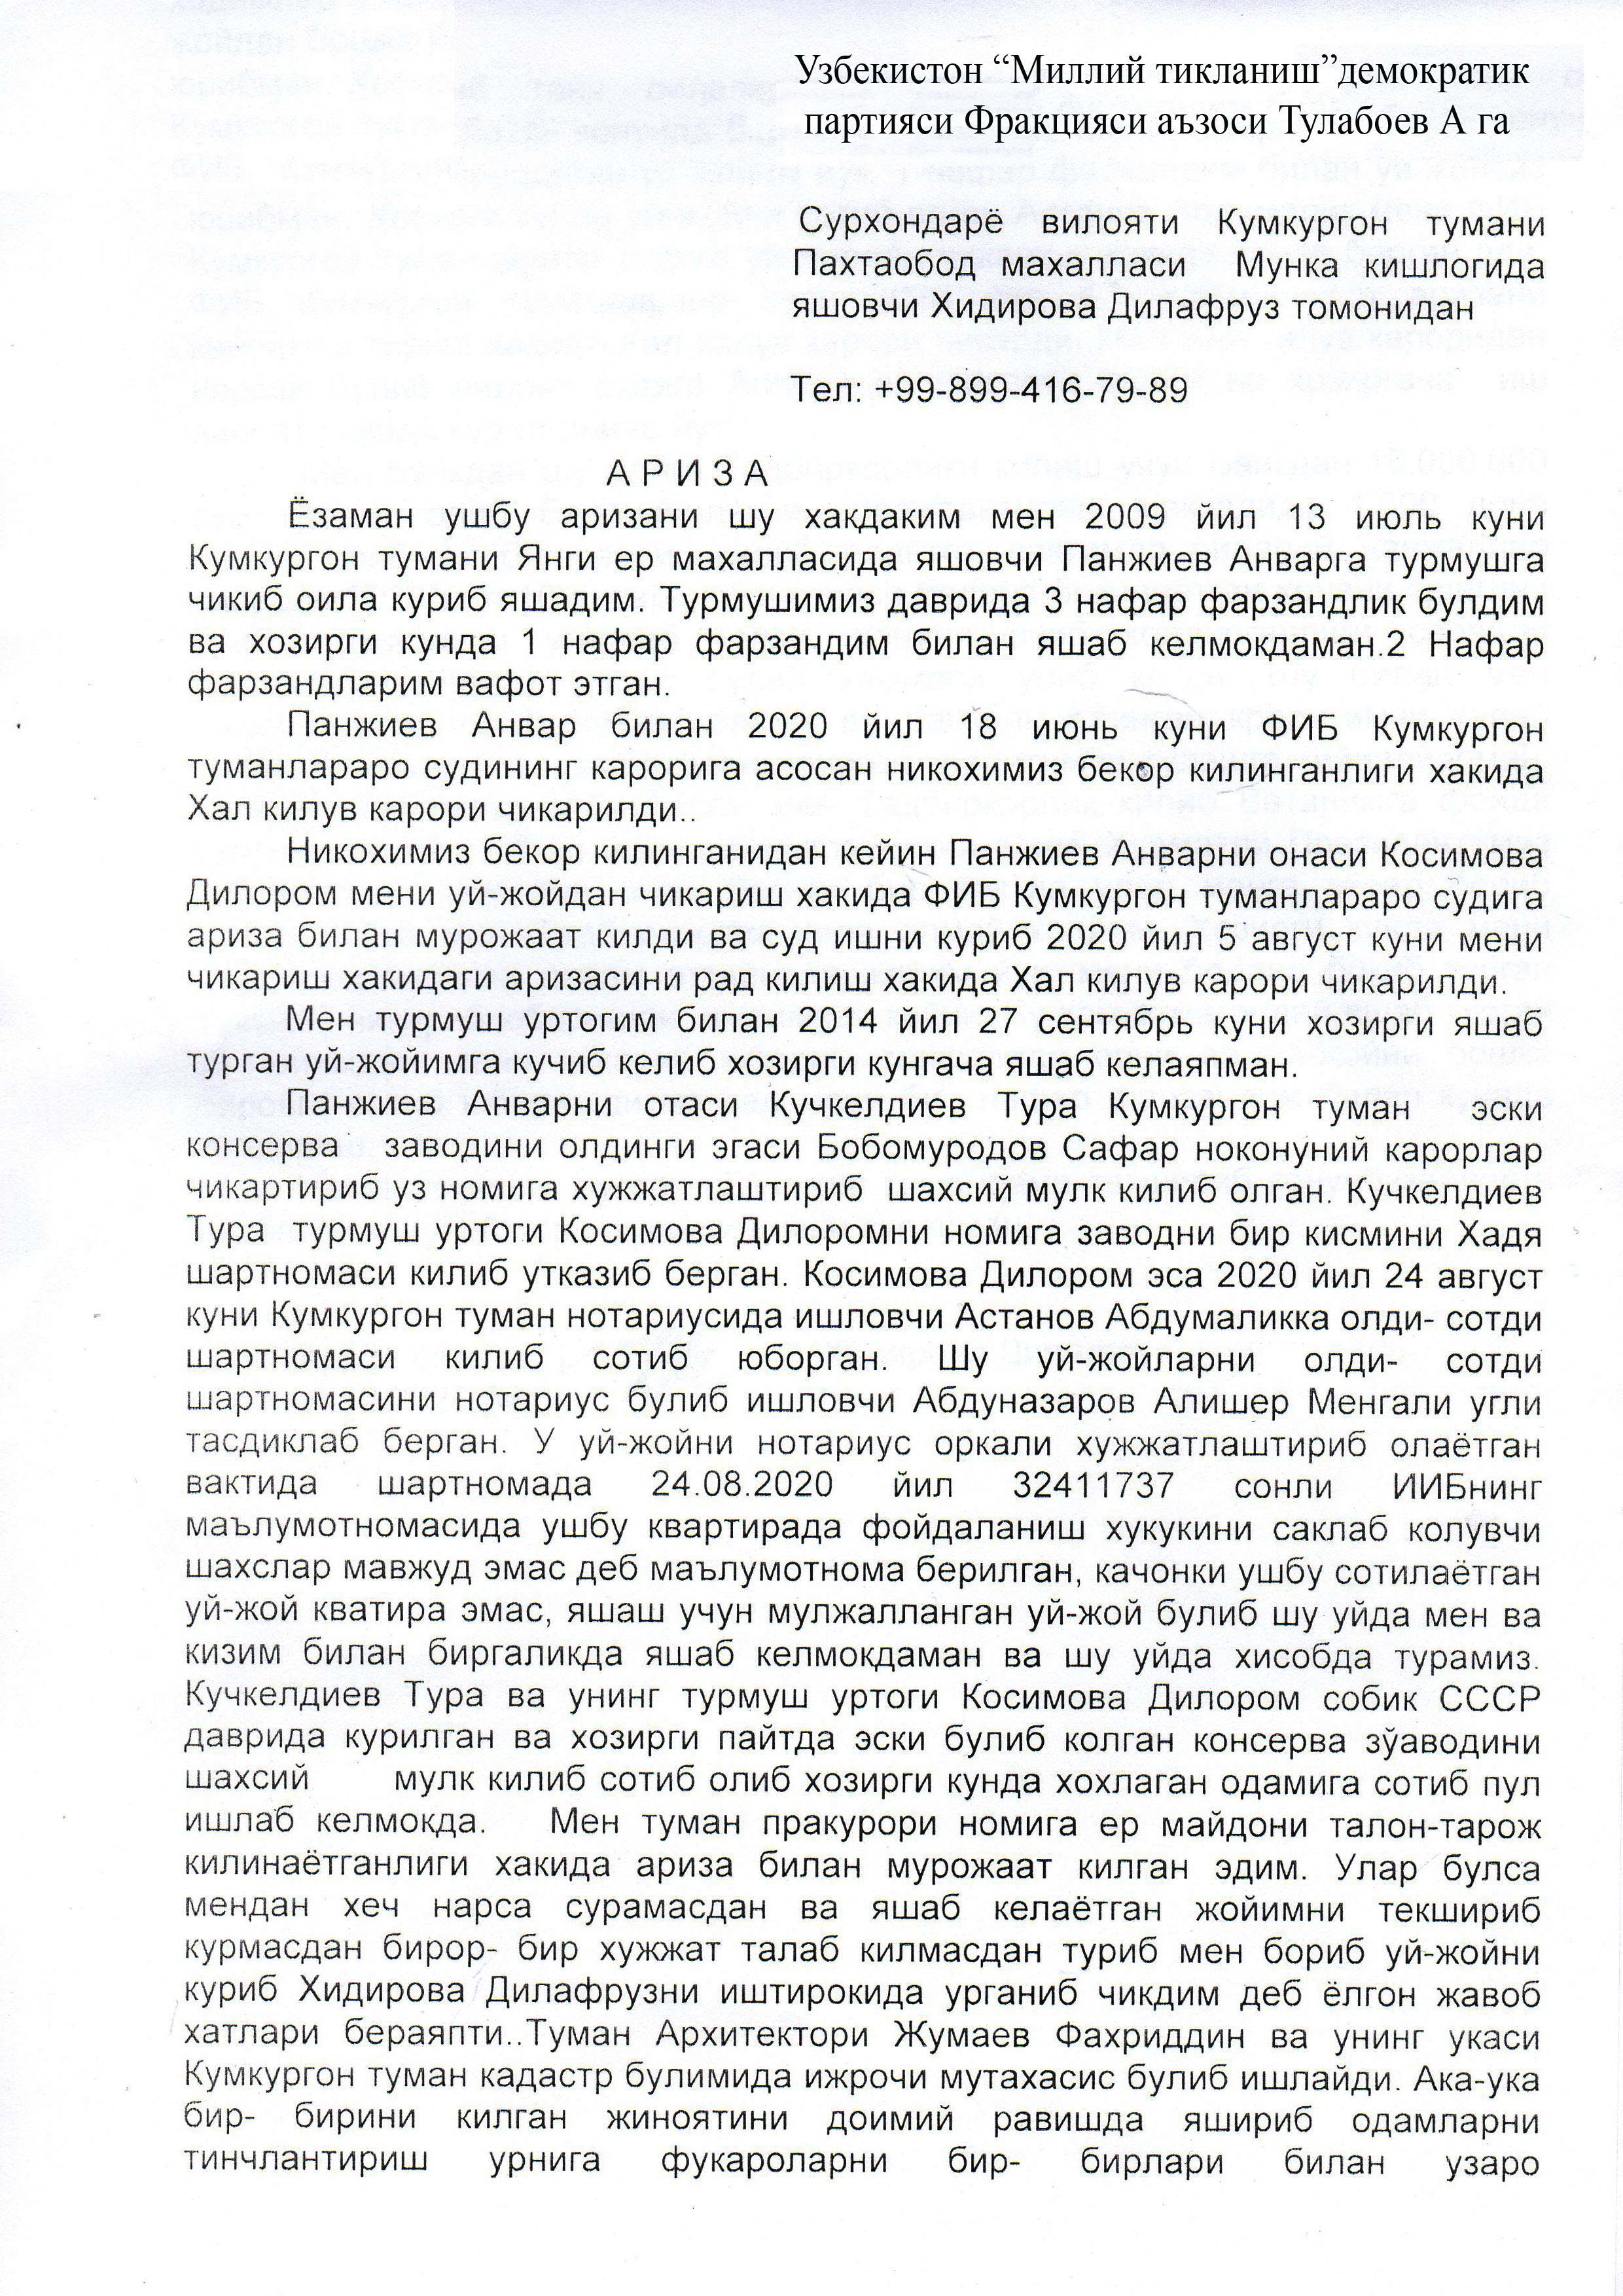 Узбекистон “Миллий тикланиш”демократик
партияси Фракцияси аъзоси Тулабоев А га
Сурхондарё вилояти Кумкургон тумани
Пахтаобод махалласи Мунка кишлогида
яшовчи Хидирова Дилафруз томонидан
Тел: +99-899-416-79-89
А Р И З А
Ёзаман ушбу аризани шу хакдаким мен 2009 йил 13 июль куни
Кумкургон тумани Янги ер махалласида яшовчи Панжиев Анварга турмушга
чикиб оила куриб яшадим. Турмушимиз даврида 3 нафар фарзандлик булдим
ва хозирги кунда 1 нафар фарзандим билан яшаб келмокдаман.2 Нафар
фарзандларим вафот этган.
Панжиев Анвар билан 2020 йил 18 июнь куни ФИБ Кумкургон
туманлараро судининг карорига асосан никохимиз бекор килинганлиги хакида
Хал килув карори чикарилди..
Никохимиз бекор килинганидан кейин Панжиев Анварни онаси Косимова
Дилором мени уй-жойдан чикариш хакида ФИБ Кумкургон туманлараро судига
ариза билан мурожаат килди ва суд ишни куриб 2020 йил 5 август куни мени
чикариш хакидаги аризасини рад килиш хакида Хал килув карори чикарилди.
Мен турмуш уртогим билан 2014 йил 27 сентябрь куни хозирги яшаб
турган уй-жойимга кучиб келиб хозирги кунгача яшаб келаяпман.
Панжиев Анварни отаси Кучкелдиев Тура Кумкургон туман эски
консерва заводини олдинги эгаси Бобомуродов Сафар ноконуний карорлар
чикартириб уз номига хужжатлаштириб шахсий мулк килиб олган. Кучкелдиев
Тура турмуш уртоги Косимова Дилоромни номига заводни бир кисмини Хадя
шартномаси килиб утказиб берган. Косимова Дилором эса 2020 йил 24 август
куни Кумкургон туман нотариусида ишловчи Астанов Абдумаликка олди- сотди
шартномаси килиб сотиб юборган. Шу уй-жойларни олди- сотди
шартномасини нотариус булиб ишловчи Абдуназаров Алишер Менгали угли
тасдиклаб берган. У уй-жойни нотариус оркали хужжатлаштириб олаётган
вактида шартномада 24.08.2020 йил 32411737 сонли ИИБнинг
маълумотномасида ушбу квартирада фойдаланиш хукукини саклаб колувчи
шахслар мавжуд эмас деб маълумотнома берилган, качонки ушбу сотилаётган
уй-жой кватира эмас, яшаш учун мулжалланган уй-жой булиб шу уйда мен ва
кизим билан биргаликда яшаб келмокдаман ва шу уйда хисобда турамиз.
Кучкелдиев Тура ва унинг турмуш уртоги Косимова Дилором собик СССР
даврида курилган ва хозирги пайтда эски булиб колган консерва зўаводини
шахсий мулк килиб сотиб олиб хозирги кунда хохлаган одамига сотиб пул
ишлаб келмокда. Мен туман пракурори номига ер майдони талон-тарож
килинаётганлиги хакида ариза билан мурожаат килган эдим. Улар булса
мендан хеч нарса сурамасдан ва яшаб келаётган жойимни текшириб
курмасдан бирор- бир хужжат талаб килмасдан туриб мен бориб уй-жойни
куриб Хидирова Дилафрузни иштирокида урганиб чикдим деб ёлгон жавоб
хатлари бераяпти..Туман Архитектори Жумаев Фахриддин ва унинг укаси
Кумкургон туман кадастр булимида ижрочи мутахасис булиб ишлайди. Ака-ука
бир- бирини килган жиноятини доимий равишда яшириб одамларни
тинчлантириш урнига фукароларни бир- бирлари билан узаро